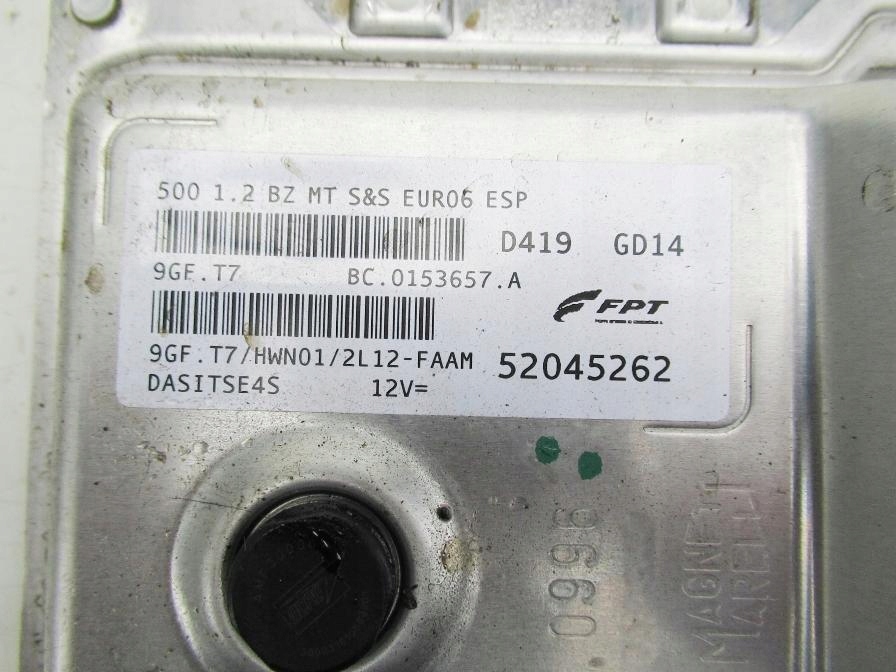 500 1.2 BZ MT S&S EURO6 ESP
D419 GD14
9GF.T7 BC.0153657.A
FPT
9GF.T7/HWN01/2L12-FAAM 52045262
DASITSE4S 12V=
0996
MAGNETI
MARELLI